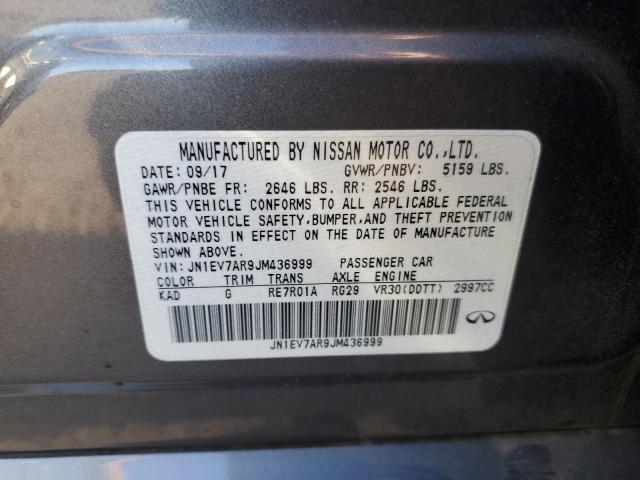 MANUFACTURED BY NISSAN MOTOR CO.,LTD.
DATE: 09/17 GVWR/PNBV: 5159 LBS.
GAWR/PNBE FR: 2646 LBS. RR: 2546 LBS.
THIS VEHICLE CONFORMS TO ALL APPLICABLE FEDERAL
MOTOR VEHICLE SAFETY,BUMPER,AND THEFT PREVENTION
STANDARDS IN EFFECT ON THE DATE OF MANUFACTURE
SHOWN ABOVE.
VIN: JN1EV7AR9JM436999 PASSENGER CAR
COLOR TRIM TRANS AXLE ENGINE
KAD G RE7R01A RG29 VR30(DDTT) 2997CC
JN1EV7AR9JM436999